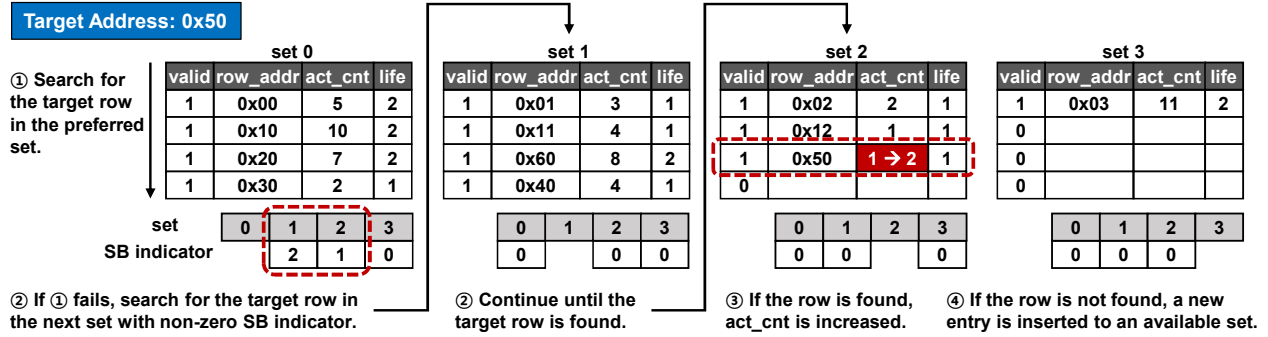 Target Address: 0x50
① Search for
the target row
in the preferred
set.
set 0
valid row_addr act_cnt life
1 0x00 5 2
1 0x10 10 2
1 0x20 7 2
1 0x30 2 1
set 0 1 2 3
SB indicator 2 1 0
② If ① fails, search for the target row in
the next set with non-zero SB indicator.
set 1
valid row_addr act_cnt life
1 0x01 3 1
1 0x11 4 1
1 0x60 8 2
1 0x40 4 1
0 1 2 3
0 0 0
② Continue until the
target row is found.
set 2
valid row_addr act_cnt life
1 0x02 2 1
1 0x12 1 1
1 0x50 1 → 2 1
0
0 1 2 3
0 0 0
③ If the row is found,
act_cnt is increased.
set 3
valid row_addr act_cnt life
1 0x03 11 2
0
0
0
0 1 2 3
0 0 0
④ If the row is not found, a new
entry is inserted to an available set.